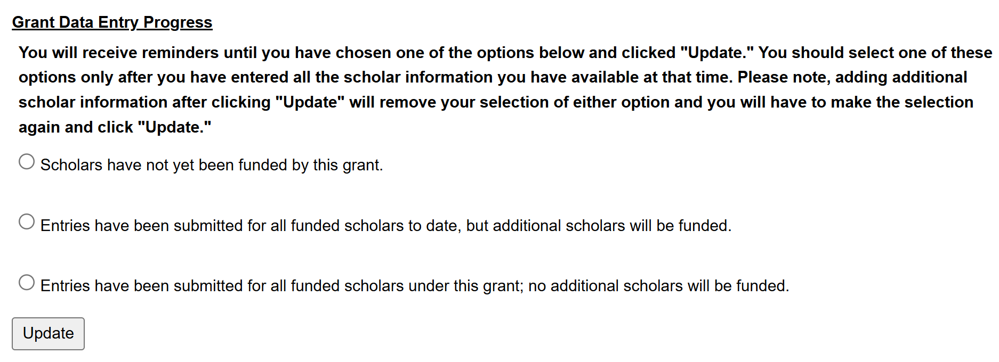 Grant Data Entry Progress
You will receive reminders until you have chosen one of the options below and clicked "Update." You should select one of these
options only after you have entered all the scholar information you have available at that time. Please note, adding additional
scholar information after clicking "Update" will remove your selection of either option and you will have to make the selection
again and click "Update."
Scholars have not yet been funded by this grant.
Entries have been submitted for all funded scholars to date, but additional scholars will be funded.
Entries have been submitted for all funded scholars under this grant; no additional scholars will be funded.
Update